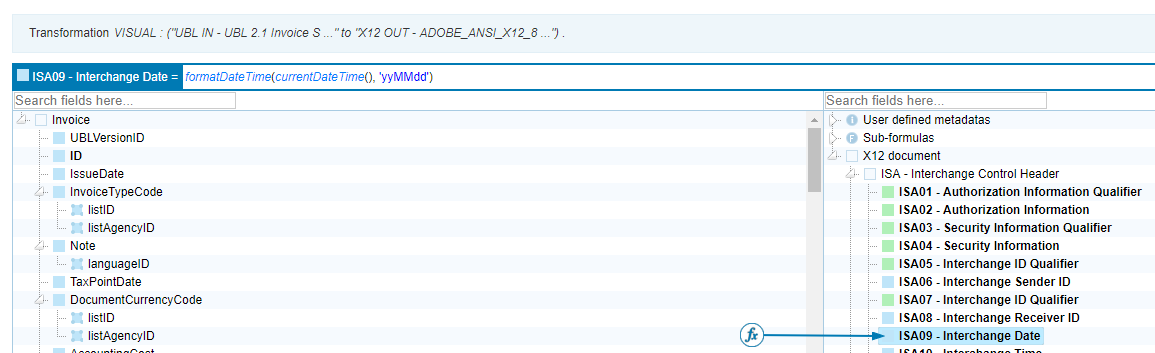 Transformation VISUAL : ("UBL IN - UBL 2.1 Invoice S ..." to "X12 OUT - ADOBE_ANSI_X12_8 ...") .
ISA09 - Interchange Date = formatDateTime(currentDateTime(), 'yyMMdd')
Search fields here...
Invoice
UBLVersionID
ID
IssueDate
InvoiceTypeCode
listID
listAgencyID
Note
languageID
TaxPointDate
DocumentCurrencyCode
listID
listAgencyID
AccountingCost
Search fields here...
User defined metadatas
Sub-formulas
X12 document
ISA - Interchange Control Header
ISA01 - Authorization Information Qualifier
ISA02 - Authorization Information
ISA03 - Security Information Qualifier
ISA04 - Security Information
ISA05 - Interchange ID Qualifier
ISA06 - Interchange Sender ID
ISA07 - Interchange ID Qualifier
ISA08 - Interchange Receiver ID
fx
ISA09 - Interchange Date
ISA10 - Interchange Time